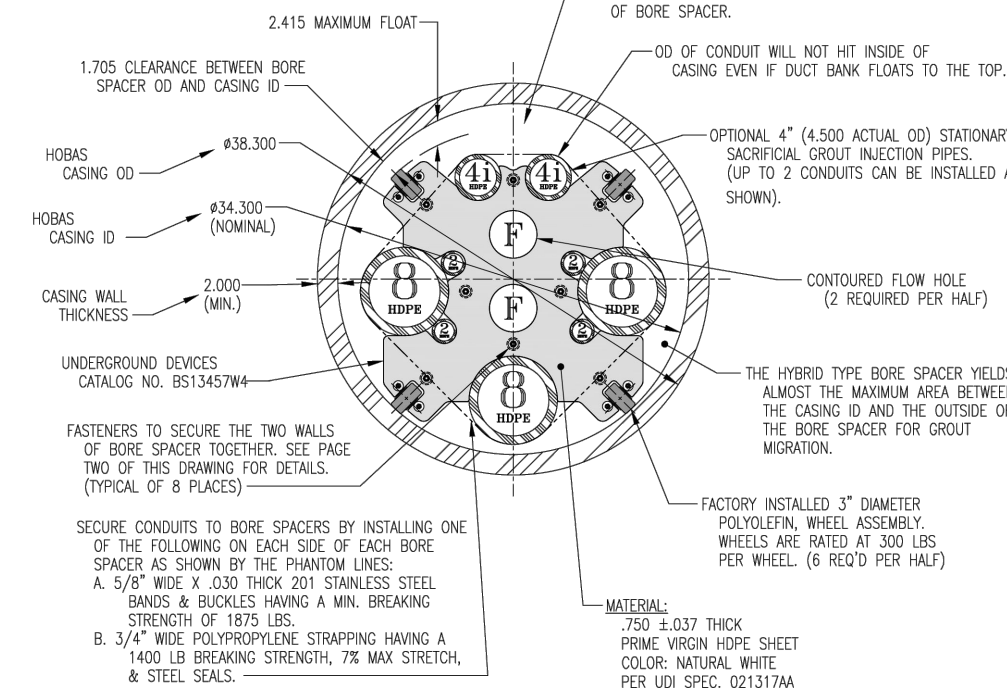 OF BORE SPACER.
2.415 MAXIMUM FLOAT
OD OF CONDUIT WILL NOT HIT INSIDE OF
CASING EVEN IF DUCT BANK FLOATS TO THE TOP.
1.705 CLEARANCE BETWEEN BORE
SPACER OD AND CASING ID
OPTIONAL 4" (4.500 ACTUAL OD) STATIONARY
SACRIFICIAL GROUT INJECTION PIPES.
(UP TO 2 CONDUITS CAN BE INSTALLED A
SHOWN).
HOBAS
CASING OD
ø38.300
HOBAS
CASING ID
ø34.300
(NOMINAL)
CASING WALL
THICKNESS
2.000
(MIN.)
4i
HDPE
4i
HDPE
F
2
2
8
HDPE
8
HDPE
F
2
2
8
HDPE
CONTOURED FLOW HOLE
(2 REQUIRED PER HALF)
UNDERGROUND DEVICES
CATALOG NO. BS13457W4
THE HYBRID TYPE BORE SPACER YIELDS
ALMOST THE MAXIMUM AREA BETWEEN
THE CASING ID AND THE OUTSIDE OF
THE BORE SPACER FOR GROUT
MIGRATION.
FASTENERS TO SECURE THE TWO WALLS
OF BORE SPACER TOGETHER. SEE PAGE
TWO OF THIS DRAWING FOR DETAILS.
(TYPICAL OF 8 PLACES)
FACTORY INSTALLED 3" DIAMETER
POLYOLEFIN, WHEEL ASSEMBLY.
WHEELS ARE RATED AT 300 LBS
PER WHEEL. (6 REQ'D PER HALF)
SECURE CONDUITS TO BORE SPACERS BY INSTALLING ONE
OF THE FOLLOWING ON EACH SIDE OF EACH BORE
SPACER AS SHOWN BY THE PHANTOM LINES:
A. 5/8" WIDE X .030 THICK 201 STAINLESS STEEL
BANDS & BUCKLES HAVING A MIN. BREAKING
STRENGTH OF 1875 LBS.
B. 3/4" WIDE POLYPROPYLENE STRAPPING HAVING A
1400 LB BREAKING STRENGTH, 7% MAX STRETCH,
& STEEL SEALS.
MATERIAL:
.750 ±.037 THICK
PRIME VIRGIN HDPE SHEET
COLOR: NATURAL WHITE
PER UDI SPEC. 021317AA